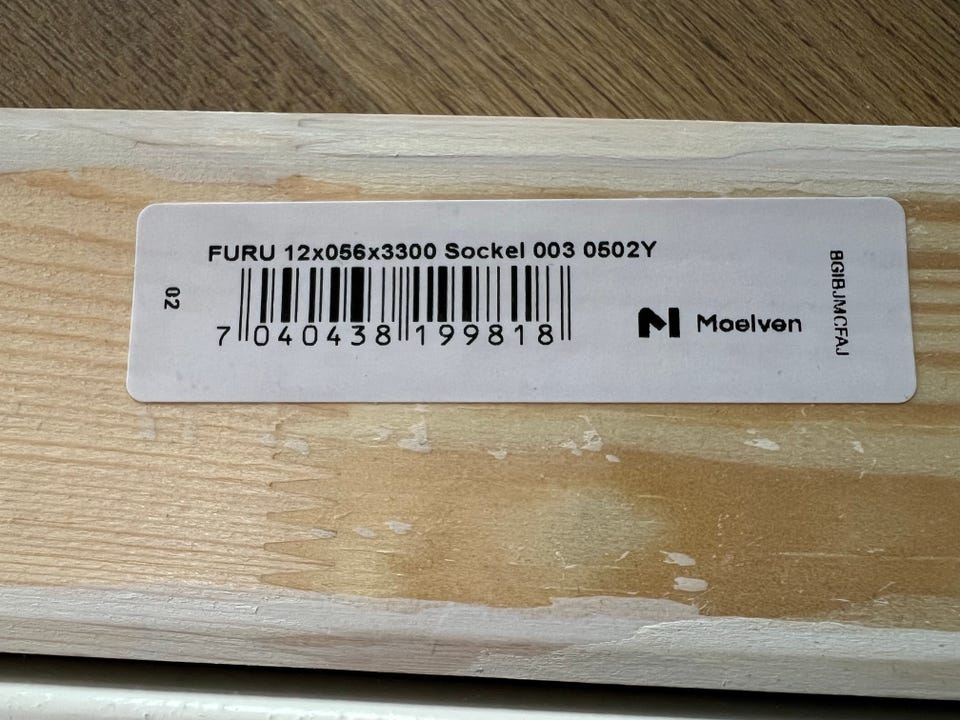 FURU 12x056x3300 Sockel 003 0502Y
02
7 040438 199818
Moelven
BGIBJMCFAJ